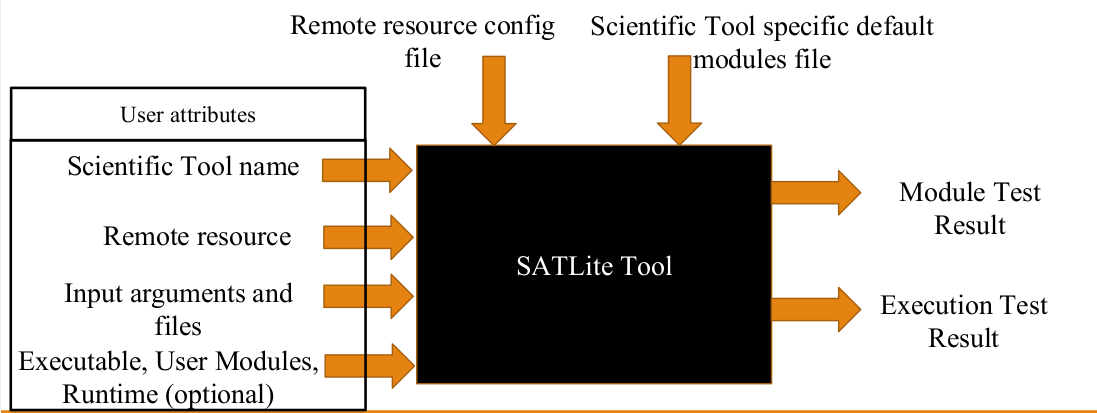 Remote resource config
file
Scientific Tool specific default
modules file
User attributes
Scientific Tool name
Remote resource
Input arguments and
files
Executable, User Modules,
Runtime (optional)
SATLite Tool
Module Test
Result
Execution Test
Result